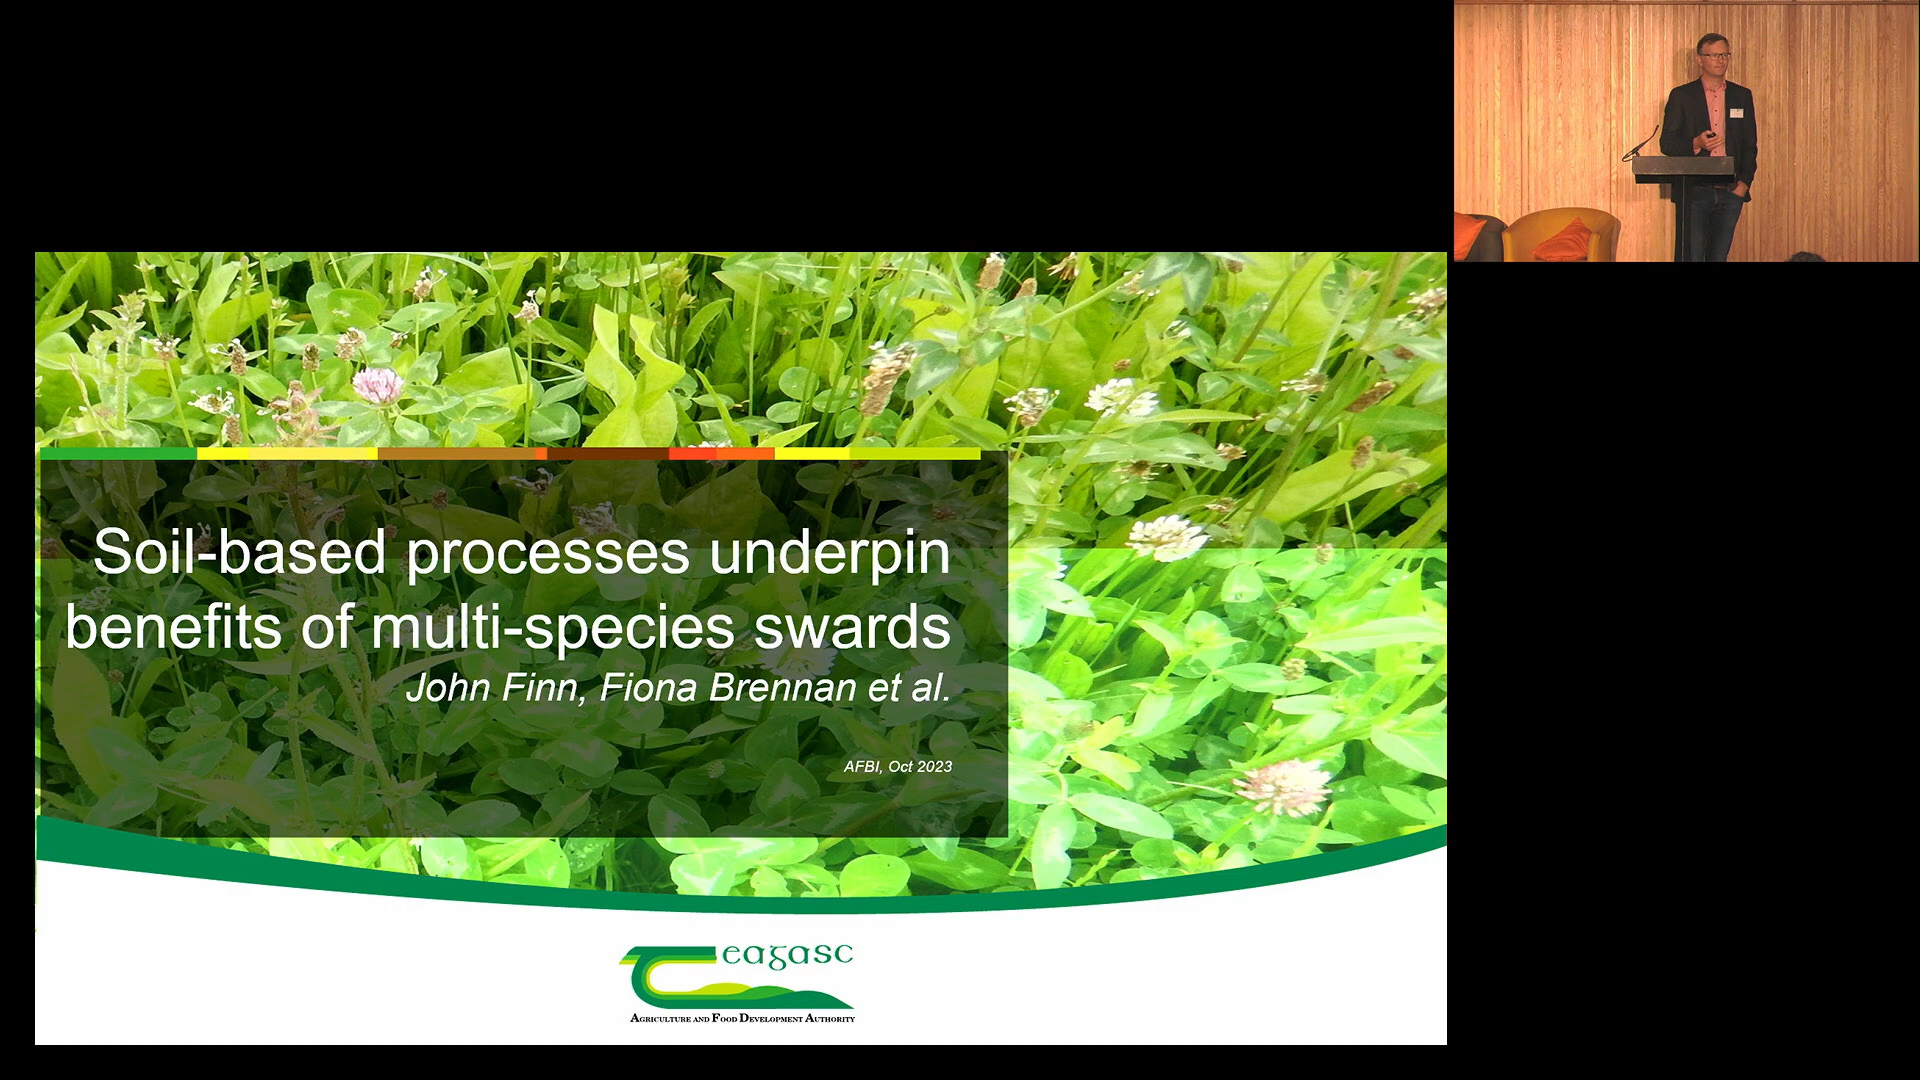 Soil-based processes underpin
benefits of multi-species swards
John Finn, Fiona Brennan et al.
AFBI, Oct 2023
Teagasc
AGRICULTURE AND FOOD DEVELOPMENT AUTHORITY